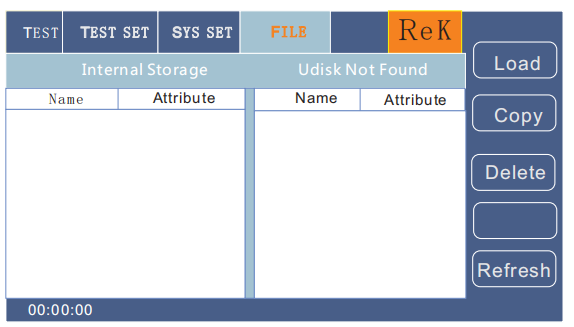 TEST TEST SET SYS SET FILE ReK
Internal Storage Udisk Not Found
Name Attribute Name Attribute
Load
Copy
Delete
Refresh
00:00:00